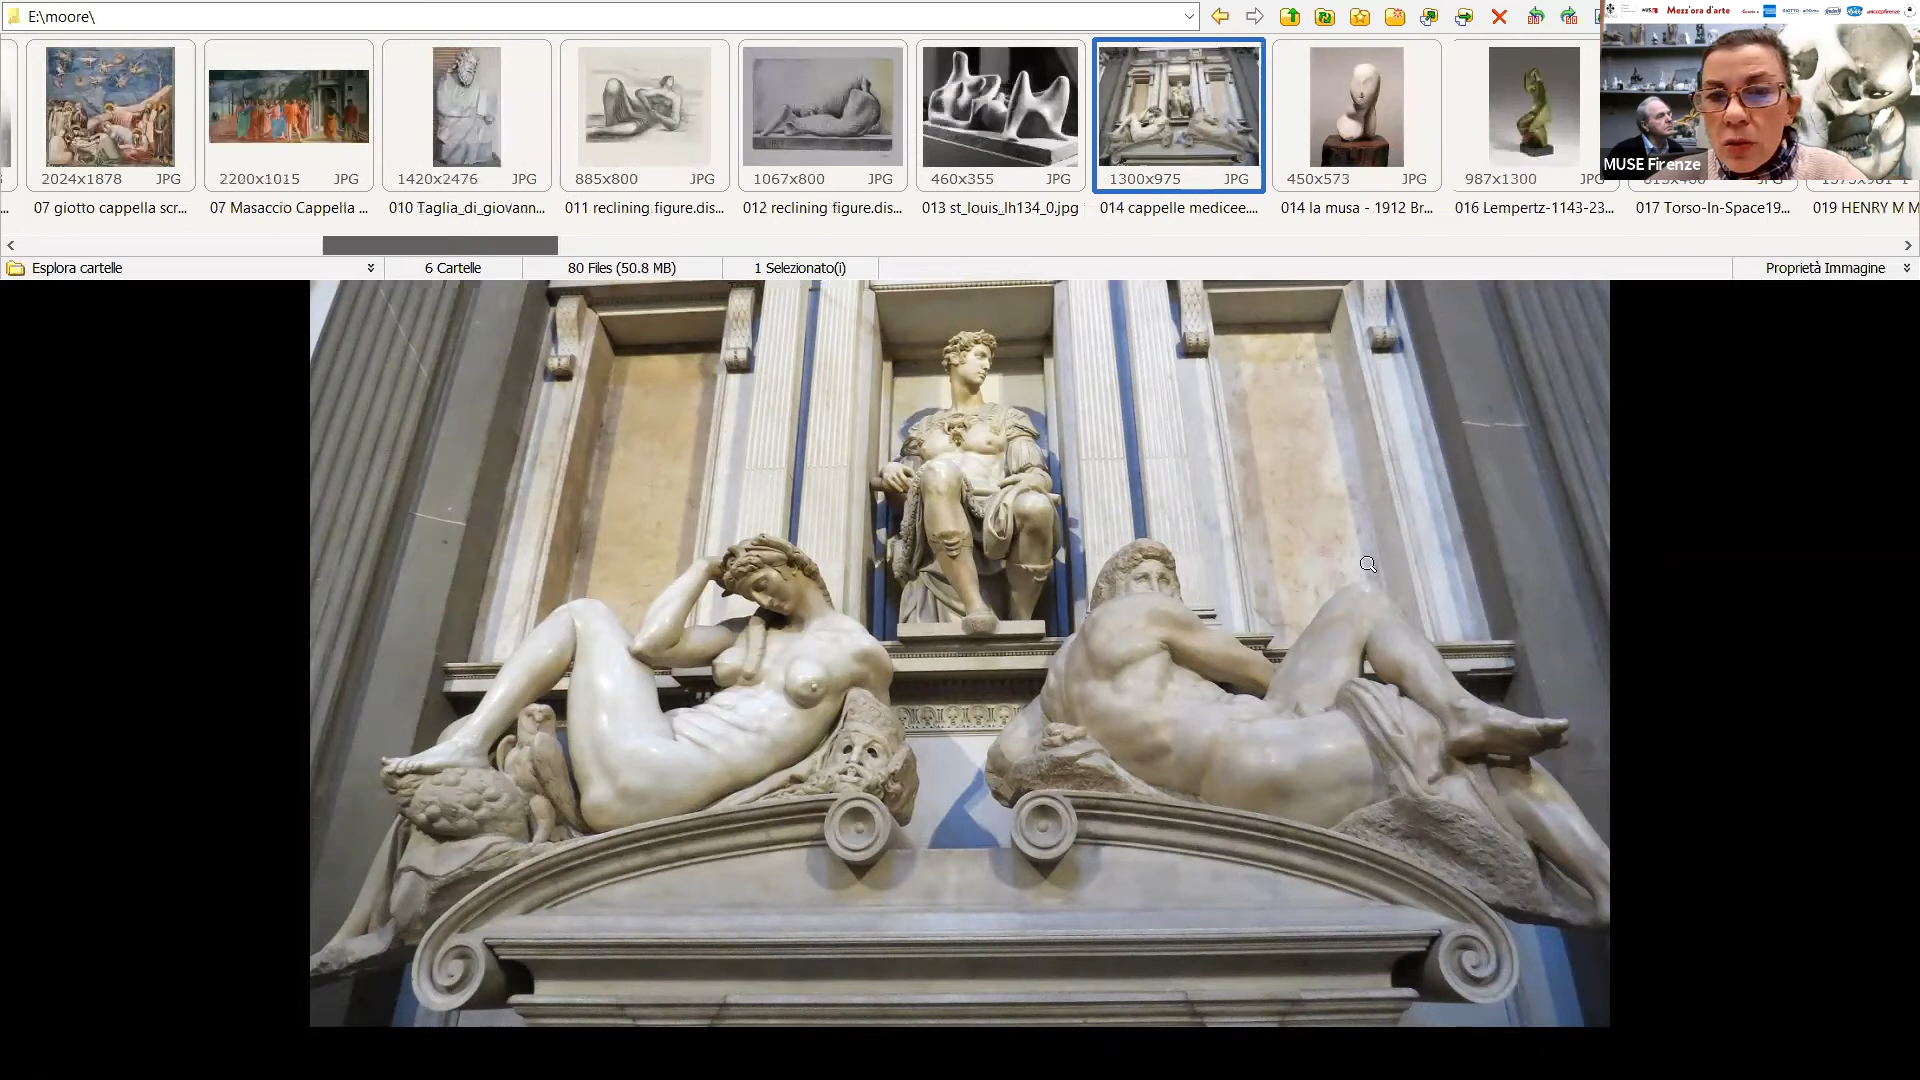 E:\moore\
Mezz'ora d'arte
MUSE Firenze
2024x1878 JPG
2200x1015 JPG
1420x2476 JPG
885x800 JPG
1067x800 JPG
460x355 JPG
1300x975 JPG
450x573 JPG
987x1300 JPG
07 giotto cappella scr...
07 Masaccio Cappella ...
010 Taglia_di_giovann...
011 reclining figure.dis...
012 reclining figure.dis...
013 st_louis_lh134_0.jpg
014 cappelle medicee....
014 la musa - 1912 Br...
016 Lempertz-1143-23...
017 Torso-In-Space19...
019 HENRY M M
Esplora cartelle
6 Cartelle
80 Files (50.8 MB)
1 Selezionato(i)
Proprietà Immagine